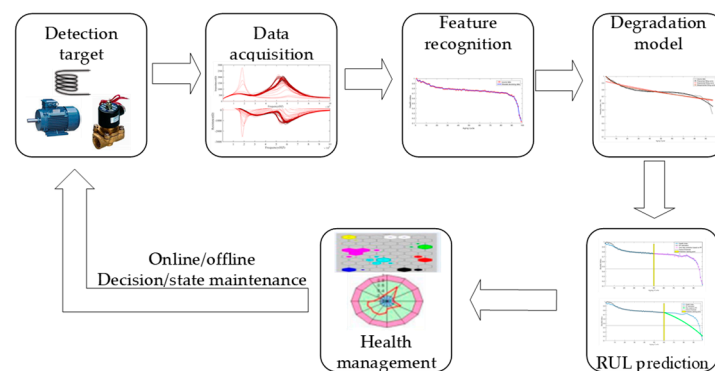 Detection
target
Data
acquisition
Feature
recognition
Degradation
model
Online/offline
Decision/state maintenance
Health
management
RUL prediction